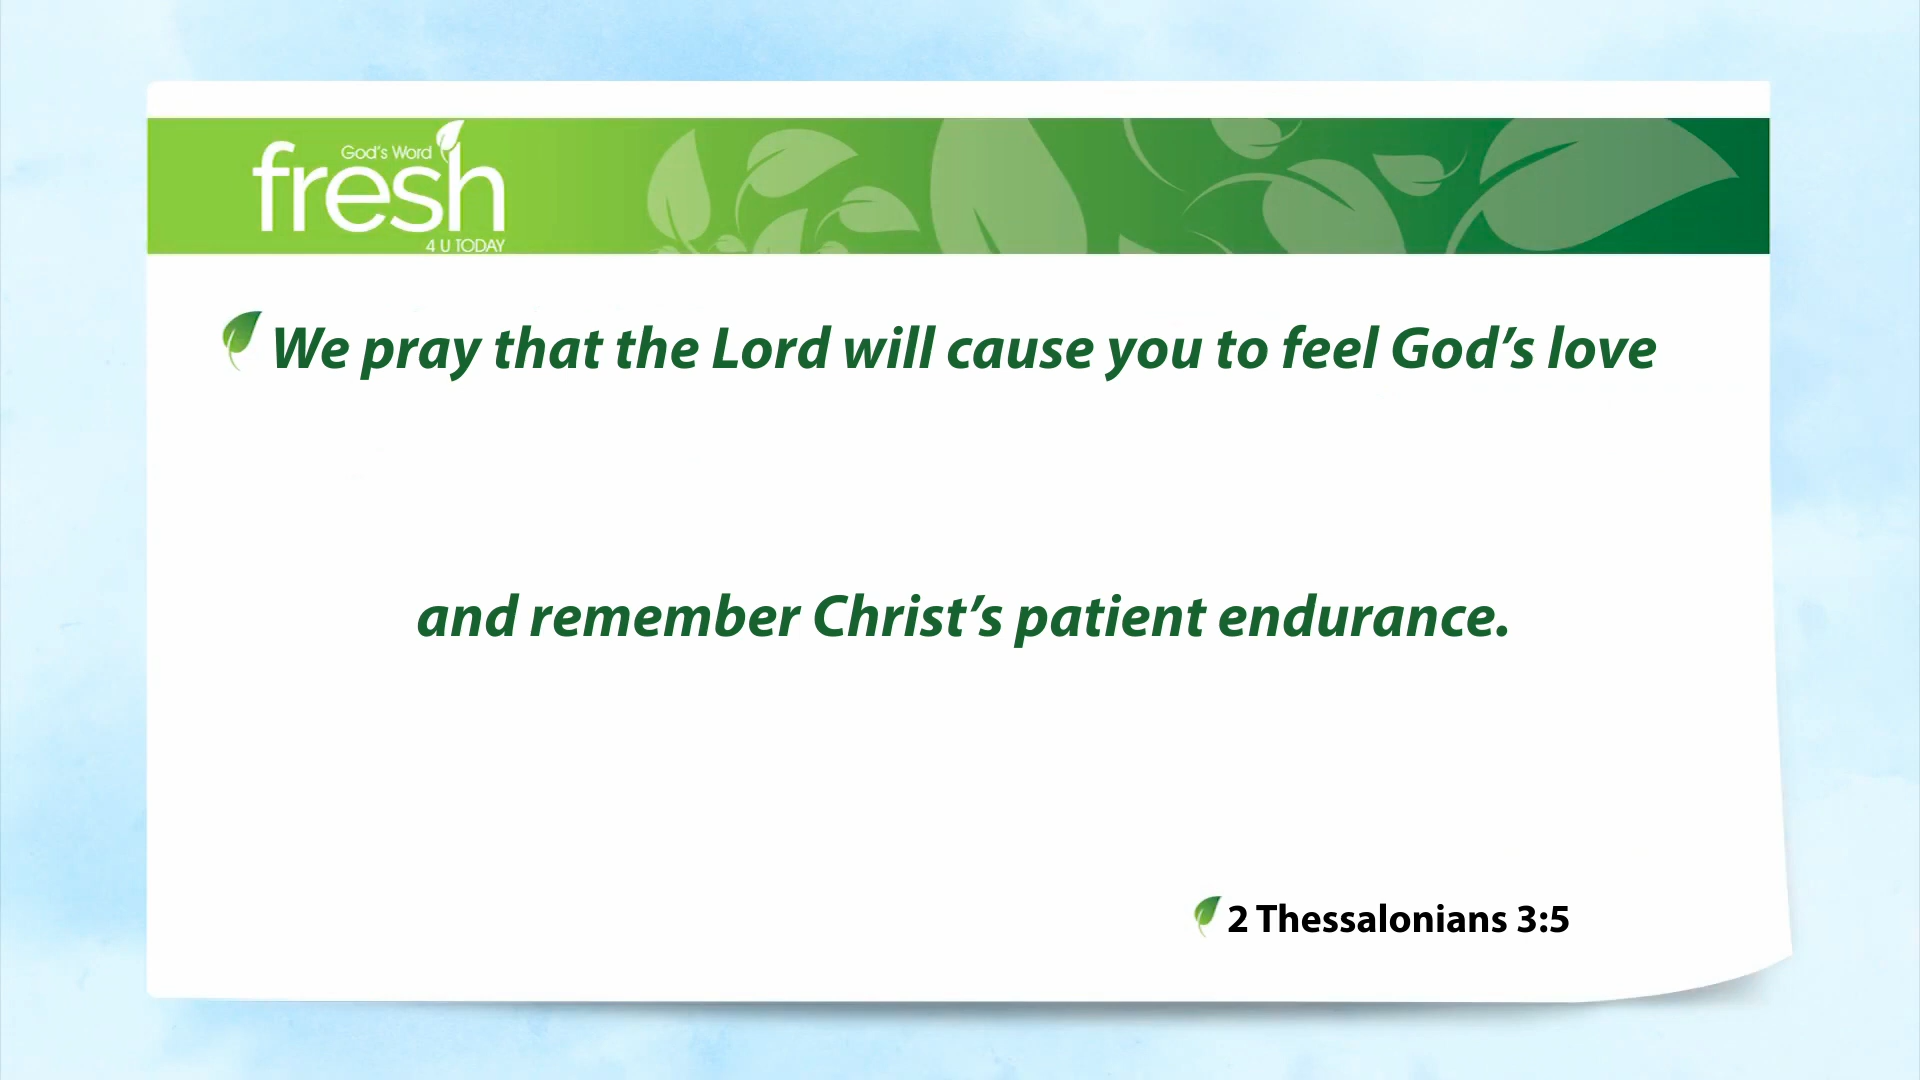 God's Word
fresh
4 U TODAY
We pray that the Lord will cause you to feel God’s love
and remember Christ’s patient endurance.
2 Thessalonians 3:5